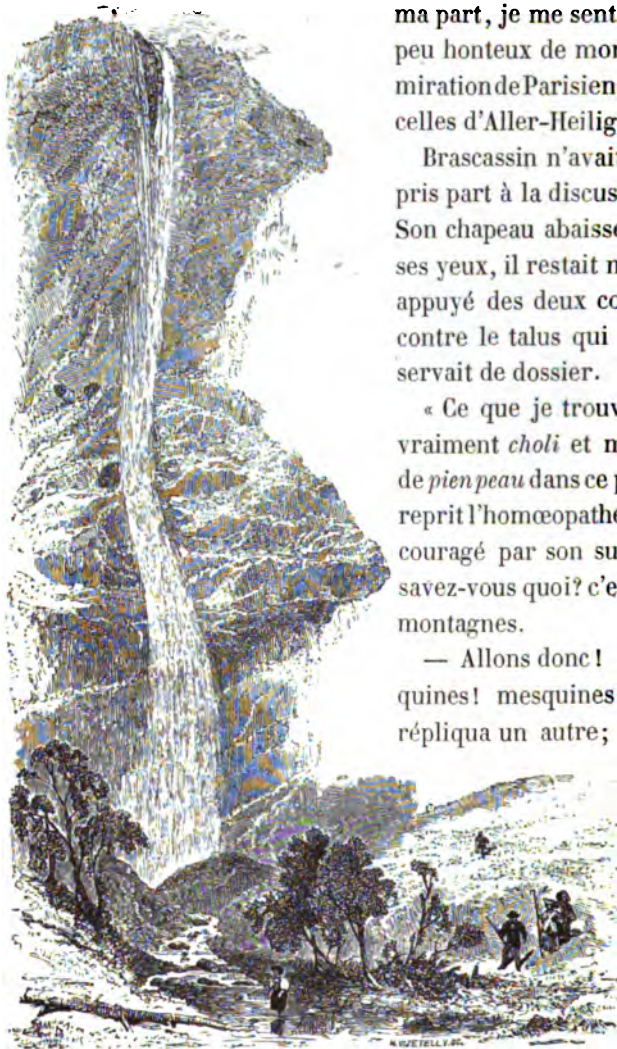 ma part, je me sent
peu honteux de mon
miration de Parisien
celles d'Aller-Heilig
Brascassin n'avait
pris part à la discus
Son chapeau abaissé
ses yeux, il restait
appuyé des deux co
contre le talus qui
servait de dossier.
« Ce que je trouv
vraiment choli et m
de pien peau dans ce p
reprit l'homœopathe
couragé par son su
savez-vous quoi? c'e
montagnes.
— Allons donc!
quines! mesquines
répliqua un autre;